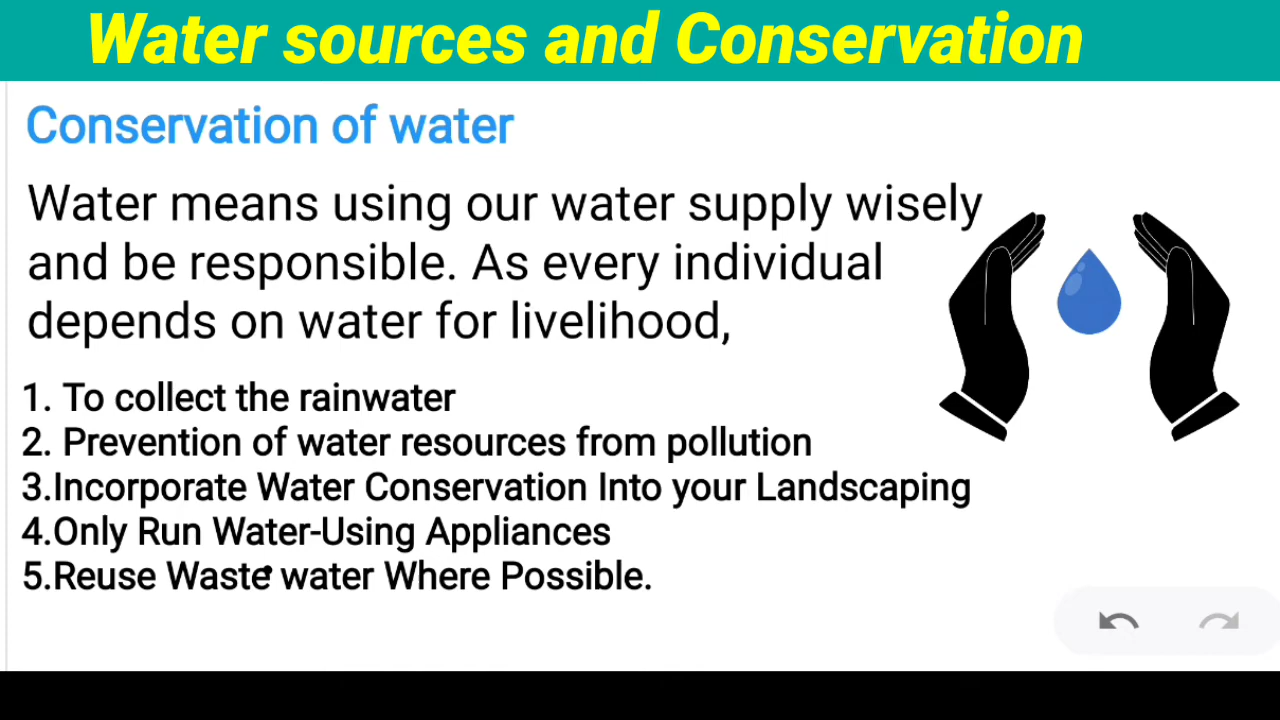 Water sources and Conservation
Conservation of water
Water means using our water supply wisely
and be responsible. As every individual
depends on water for livelihood,
1. To collect the rainwater
2. Prevention of water resources from pollution
3.Incorporate Water Conservation Into your Landscaping
4.Only Run Water-Using Appliances
5.Reuse Waste water Where Possible.